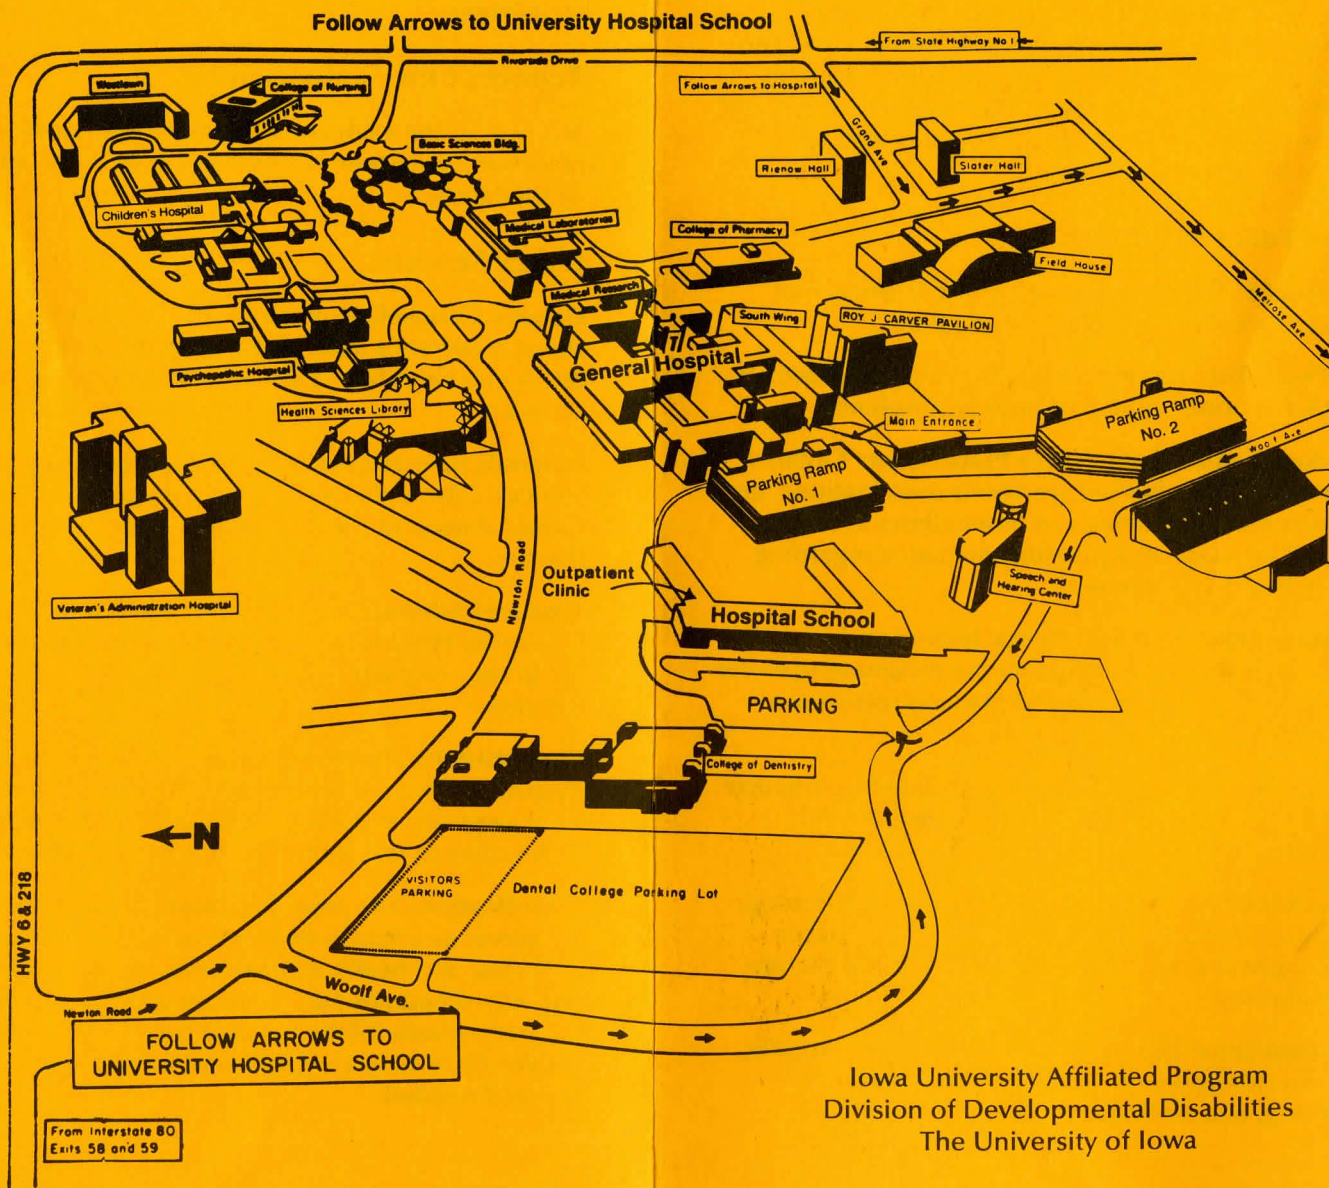 Follow Arrows to University Hospital School
From State Highway No 1
Riverside Drive
Westlawn
College of Nursing
Follow Arrows to Hospital
Grand Ave
Basic Sciences Bldg.
Rienow Hall
Slater Hall
Children's Hospital
Medical Laboratories
College of Pharmacy
Field House
Melrose Ave
Medical Research
South Wing
ROY J CARVER PAVILION
General Hospital
Psychopathic Hospital
Health Sciences Library
Main Entrance
Parking Ramp
No. 2
Woolf Ave
Parking Ramp
No. 1
Newton Road
Outpatient
Clinic
Speech and
Hearing Center
Veteran's Administration Hospital
Hospital School
PARKING
College of Dentistry
N
VISITORS
PARKING
Dental College Parking Lot
HWY 6 & 218
Woolf Ave.
Newton Road
FOLLOW ARROWS TO
UNIVERSITY HOSPITAL SCHOOL
From Interstate 80
Exits 58 and 59
Iowa University Affiliated Program
Division of Developmental Disabilities
The University of Iowa